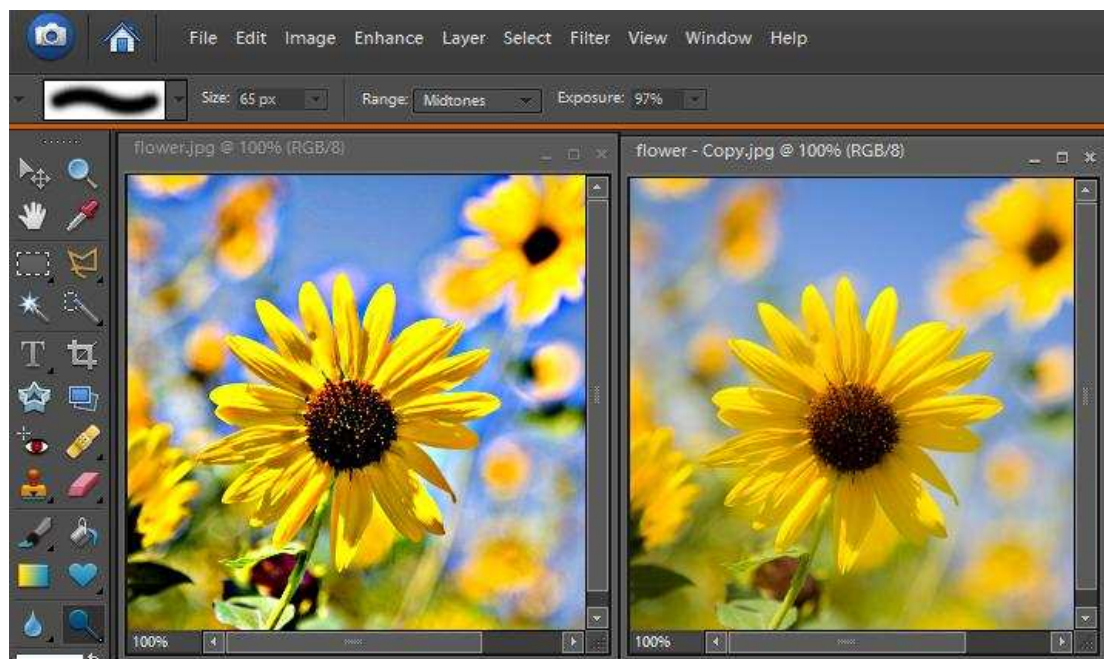 File Edit Image Enhance Layer Select Filter View Window Help
Size: 65 px Range: Midtones Exposure: 97%
flower.jpg @ 100% (RGB/8)
flower - Copy.jpg @ 100% (RGB/8)
T
100%
100%